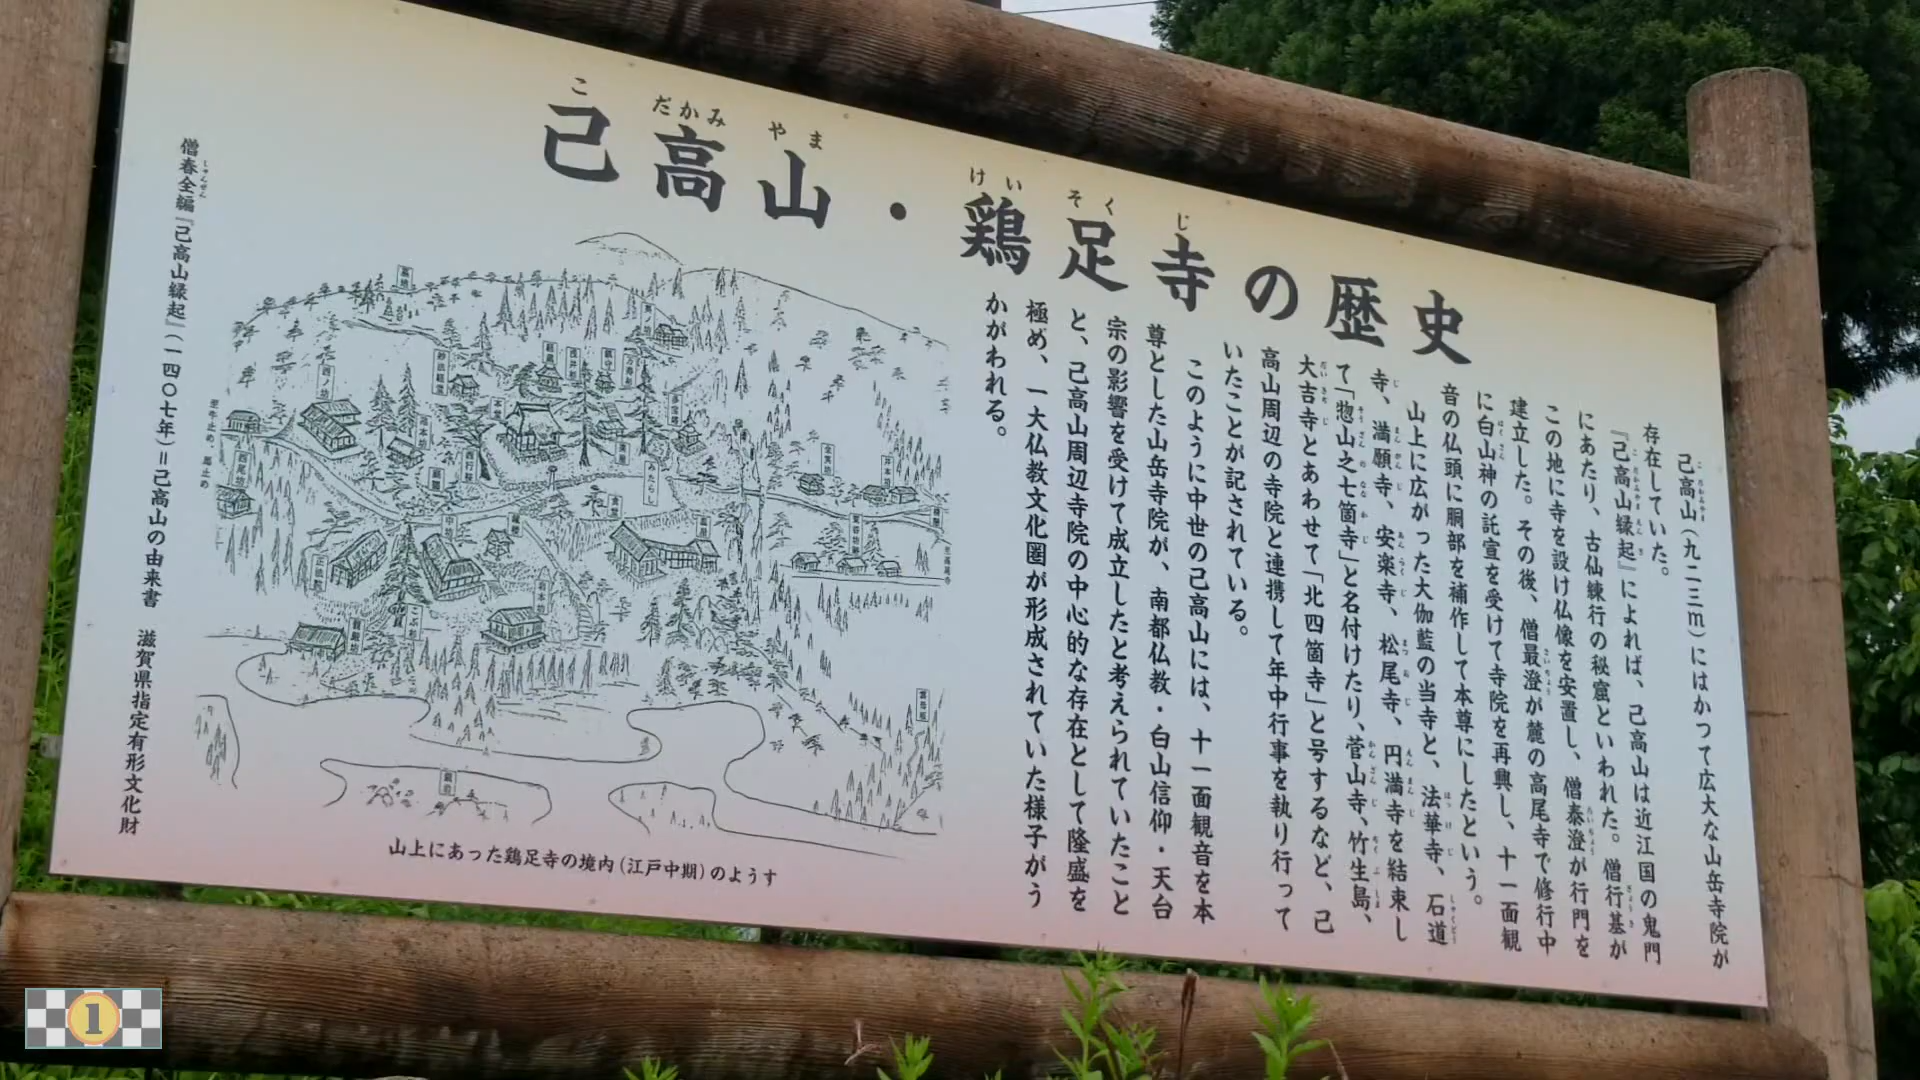 己高山・鶏足寺の歴史
こ だかみ やま けい そく じ
己高山(九二三m)にはかつて広大な山岳寺院が
存在していた。
『己高山縁起』によれば、己高山は近江国の鬼門
にあたり、古仙練行の秘窟といわれた。僧行基が
この地に寺を設け仏像を安置し、僧泰澄が行門を
建立した。その後、僧最澄が麓の高尾寺で修行中
に白山神の託宣を受けて寺院を再興し、十一面観
音の仏頭に胴部を補作して本尊にしたという。
山上に広がった大伽藍の当寺と、法華寺、石道
寺、満願寺、安楽寺、松尾寺、円満寺を結束し
て「惣山之七箇寺」と名付けたり、菅山寺、竹生島、
大吉寺とあわせて「北四箇寺」と号するなど、己
高山周辺の寺院と連携して年中行事を執り行って
いたことが記されている。
このように中世の己高山には、十一面観音を本
尊とした山岳寺院が、南都仏教・白山信仰・天台
宗の影響を受けて成立したと考えられていたこと
と、己高山周辺寺院の中心的な存在として隆盛を
極め、一大仏教文化圏が形成されていた様子がう
かがわれる。
山上にあった鶏足寺の境内(江戸中期)のようす
僧春全編『己高山縁起』(一四〇七年)=己高山の由来書 滋賀県指定有形文化財
しゅんぜん
1